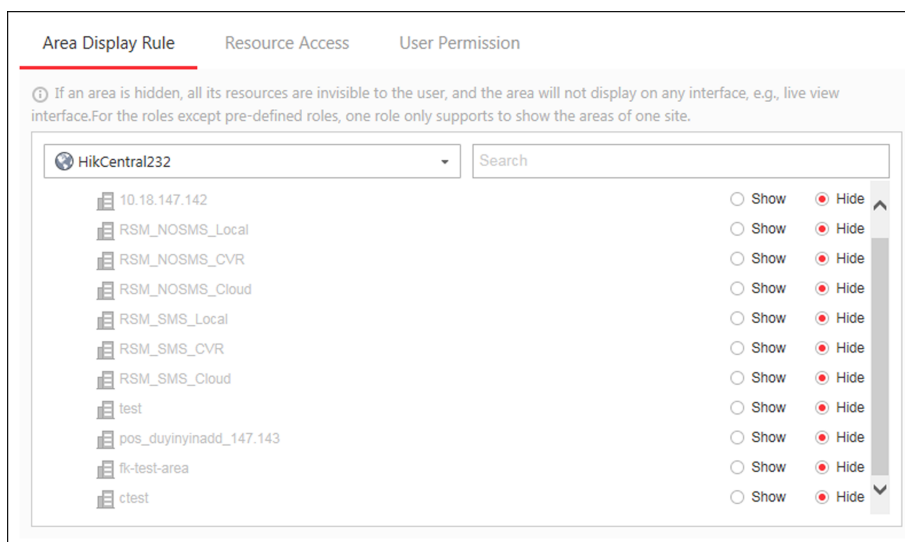 Area Display Rule Resource Access User Permission
If an area is hidden, all its resources are invisible to the user, and the area will not display on any interface, e.g., live view
interface.For the roles except pre-defined roles, one role only supports to show the areas of one site.
HikCentral232 Search
10.18.147.142 Show Hide
RSM_NOSMS_Local Show Hide
RSM_NOSMS_CVR Show Hide
RSM_NOSMS_Cloud Show Hide
RSM_SMS_Local Show Hide
RSM_SMS_CVR Show Hide
RSM_SMS_Cloud Show Hide
test Show Hide
pos_duyinyinadd_147.143 Show Hide
fk-test-area Show Hide
ctest Show Hide